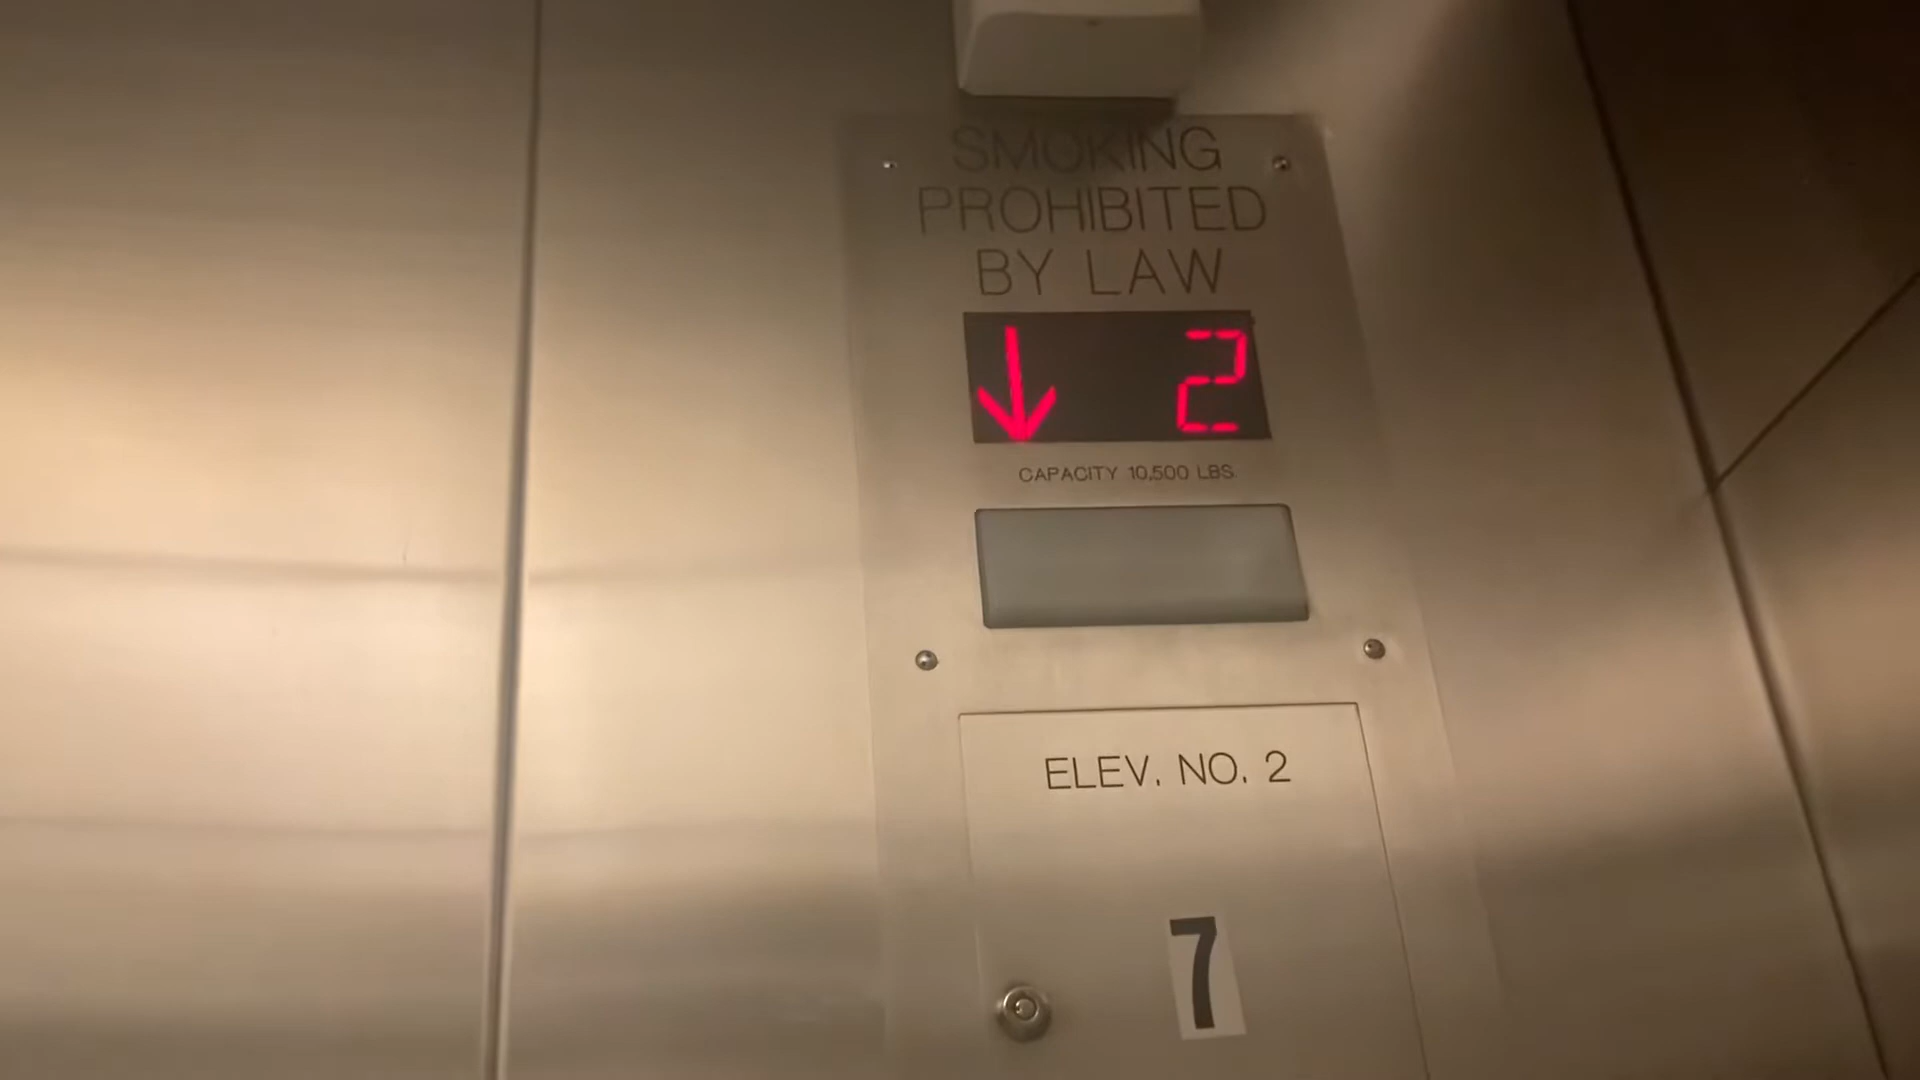 SMOKING
PROHIBITED
BY LAW
↓ 2
CAPACITY 10,500 LBS.
ELEV. NO. 2
7